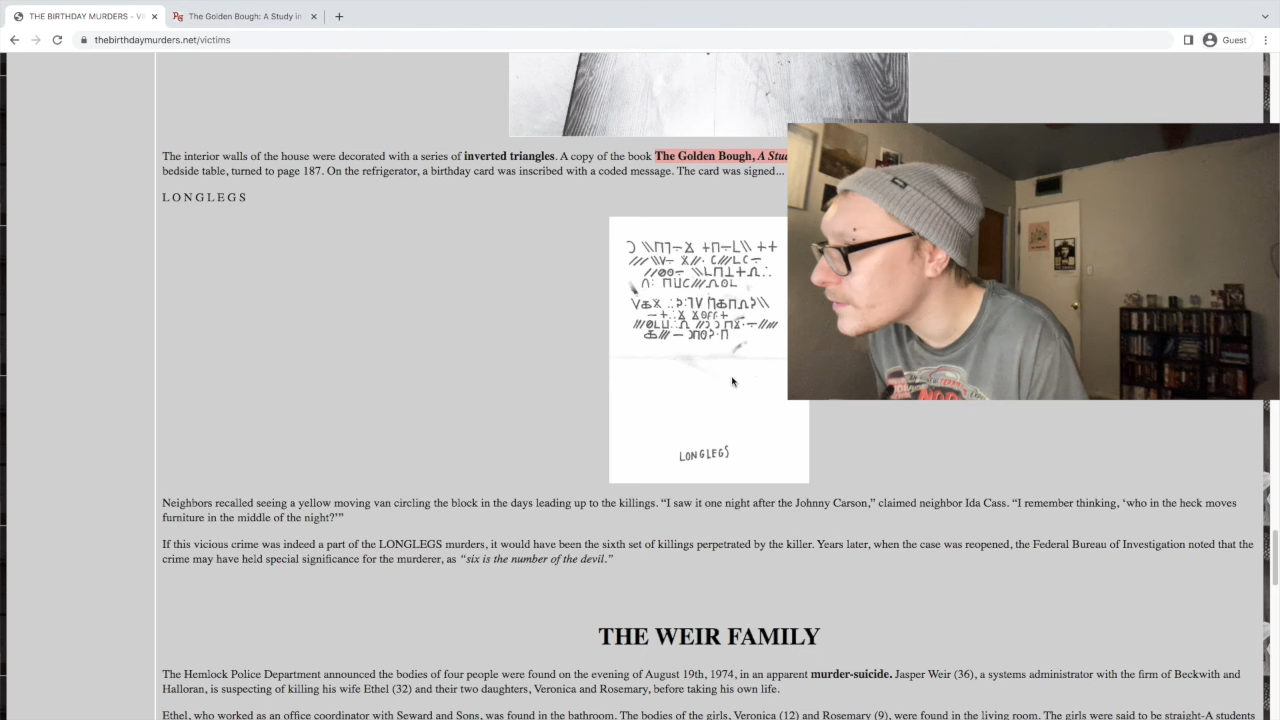 THE BIRTHDAY MURDERS - VI
The Golden Bough: A Study in
thebirthdaymurders.net/victims
Guest
The interior walls of the house were decorated with a series of inverted triangles. A copy of the book The Golden Bough, A Stud
bedside table, turned to page 187. On the refrigerator, a birthday card was inscribed with a coded message. The card was signed...
L O N G L E G S
LONGLEGS
Neighbors recalled seeing a yellow moving van circling the block in the days leading up to the killings. “I saw it one night after the Johnny Carson,” claimed neighbor Ida Cass. “I remember thinking, ‘who in the heck moves
furniture in the middle of the night?’”
If this vicious crime was indeed a part of the LONGLEGS murders, it would have been the sixth set of killings perpetrated by the killer. Years later, when the case was reopened, the Federal Bureau of Investigation noted that the
crime may have held special significance for the murderer, as “six is the number of the devil.”
THE WEIR FAMILY
The Hemlock Police Department announced the bodies of four people were found on the evening of August 19th, 1974, in an apparent murder-suicide. Jasper Weir (36), a systems administrator with the firm of Beckwith and
Halloran, is suspecting of killing his wife Ethel (32) and their two daughters, Veronica and Rosemary, before taking his own life.
Ethel, who worked as an office coordinator with Seward and Sons, was found in the bathroom. The bodies of the girls, Veronica (12) and Rosemary (9), were found in the living room. The girls were said to be straight-A students